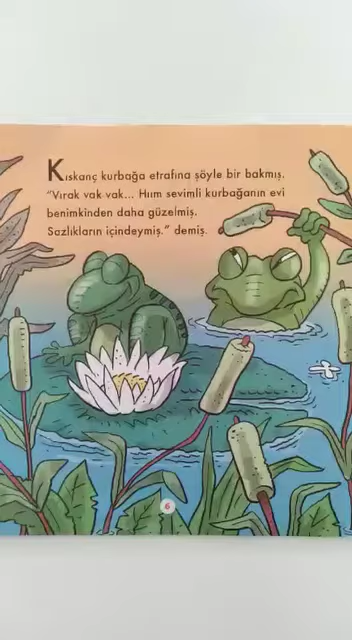 Kıskanç kurbağa etrafına şöyle bir bakmış.
"Vırak vak vak... Hım sevimli kurbağanın evi
benimkinden daha güzelmiş.
Sazlıkların içindeymiş." demiş.
6